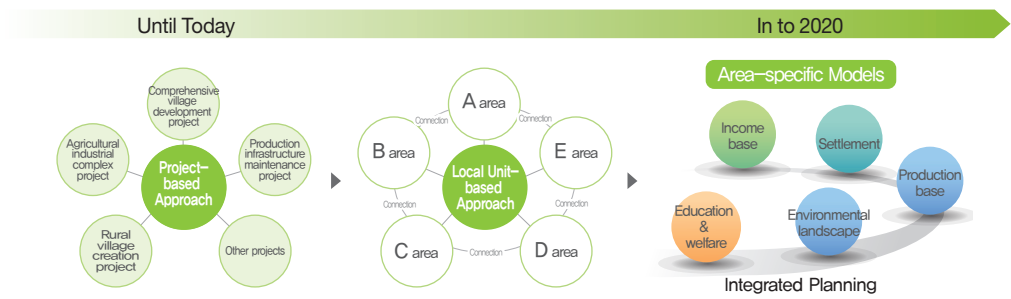 Until Today
In to 2020
Comprehensive
village
development
project
Agricultural
industrial
complex
project
Production
infrastructure
maintenance
project
Project–
based
Approach
Rural
village
creation
project
Other projects
A area
Connection
Connection
B area
E area
Local Unit–
based
Approach
Connection
Connection
C area
Connection
D area
Area–specific Models
Income
base
Settlement
Production
base
Education
&
welfare
Environmental
landscape
Integrated Planning